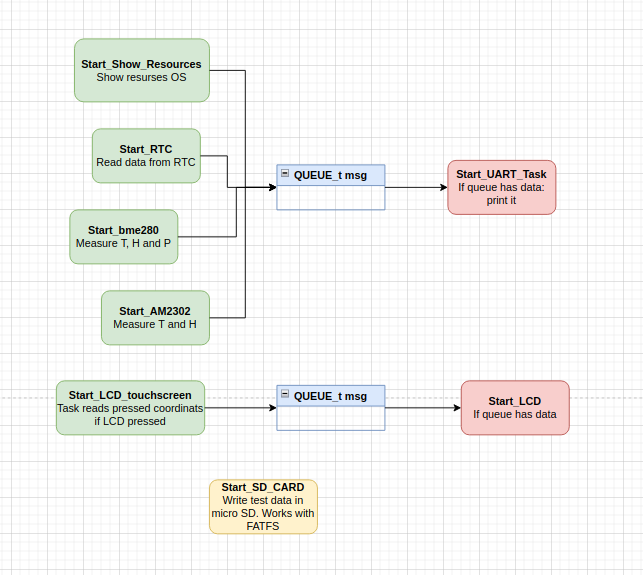 Start_Show_Resources
Show resurses OS
Start_RTC
Read data from RTC
QUEUE_t msg
Start_UART_Task
If queue has data:
print it
Start_bme280
Measure T, H and P
Start_AM2302
Measure T and H
Start_LCD_touchscreen
Task reads pressed coordinats
if LCD pressed
QUEUE_t msg
Start_LCD
If queue has data
Start_SD_CARD
Write test data in
micro SD. Works with
FATFS